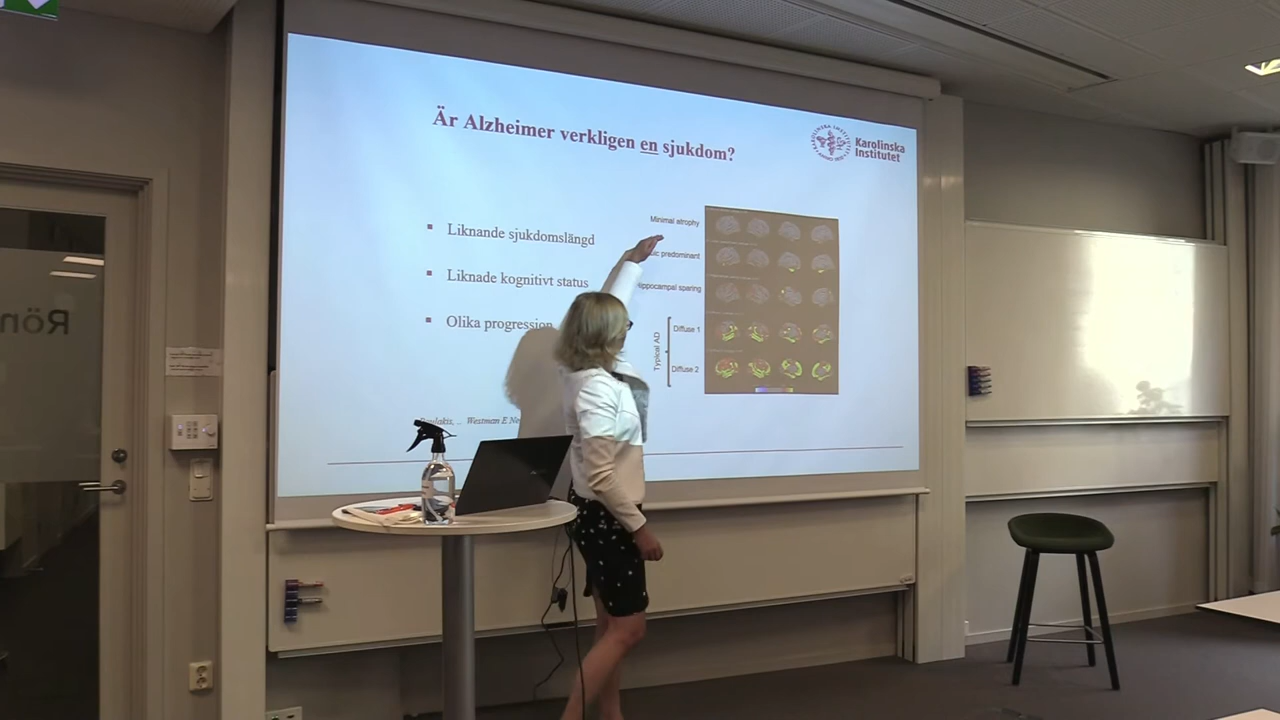 Är Alzheimer verkligen en sjukdom?
Karolinska
Institutet
Liknande sjukdomslängd
Liknade kognitivt status
Olika progression
Minimal atrophy
predominant
sparing
Typical AD
Diffuse 1
Diffuse 2
Westman E
Rön